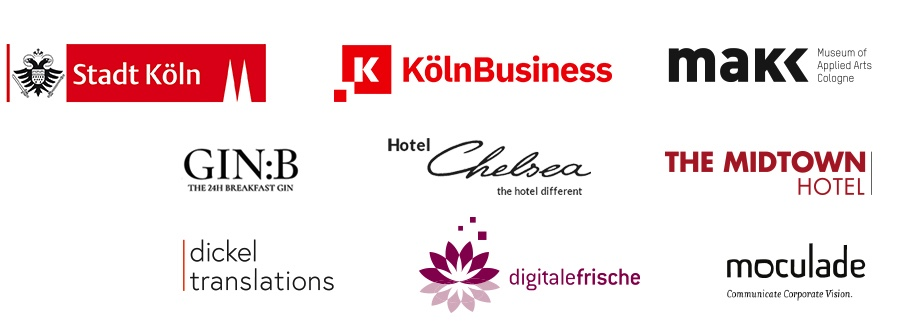 Stadt Köln
K KölnBusiness
makk
Museum of
Applied Arts
Cologne
GIN:B
THE 24H BREAKFAST GIN
Hotel
Chelsea
the hotel different
THE MIDTOWN
HOTEL
dickel
translations
digitalefrische
moculade
Communicate Corporate Vision.